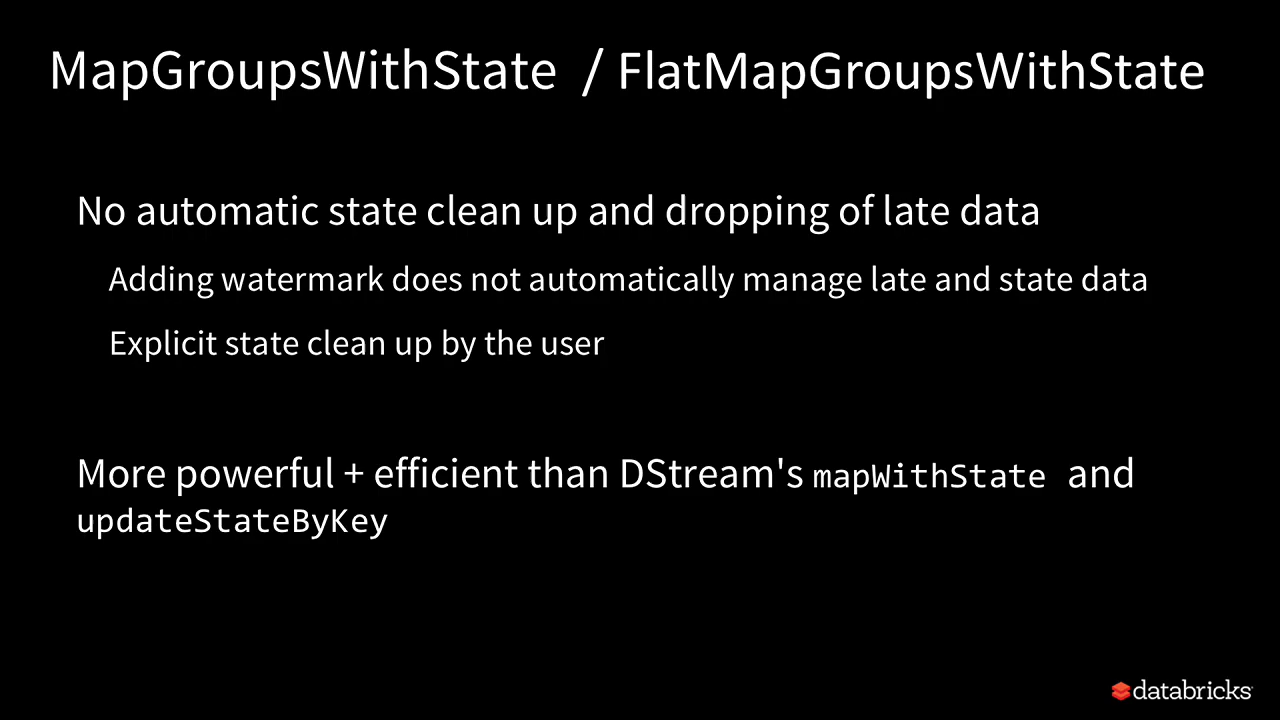 MapGroupsWithState / FlatMapGroupsWithState
No automatic state clean up and dropping of late data
Adding watermark does not automatically manage late and state data
Explicit state clean up by the user
More powerful + efficient than DStream's mapWithState and
updateStateByKey
databricks